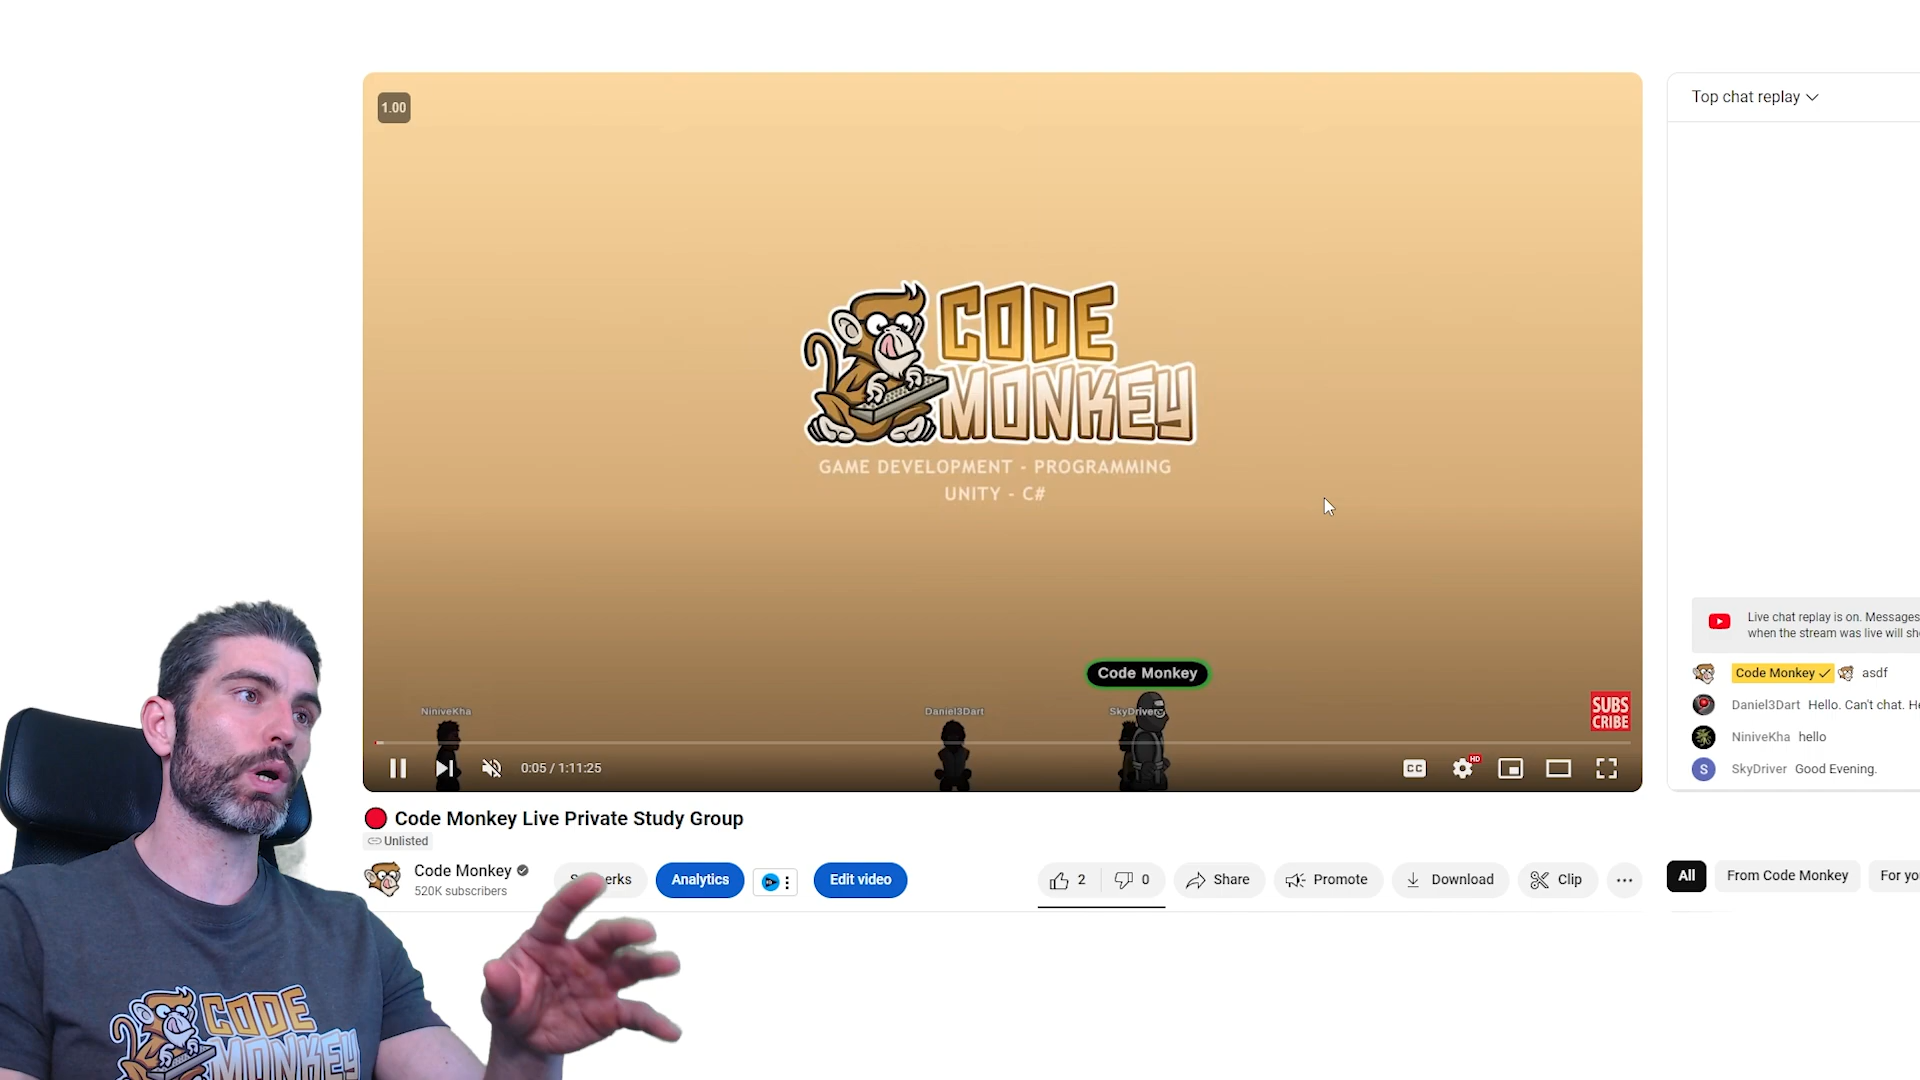 1.00
Top chat replay
CODE
MONKEY
GAME DEVELOPMENT - PROGRAMMING
UNITY - C#
Live chat replay is on. Messages
when the stream was live will
Code Monkey
Code Monkey asdf
NiniveKha
Daniel3Dart
SkyDriver
SUBS
CRIBE
Daniel3Dart Hello. Can't chat.
NiniveKha hello
CC
HD
0:05 / 1:11:25
S
SkyDriver Good Evening.
Code Monkey Live Private Study Group
Unlisted
Code Monkey
520K subscribers
Analytics
Edit video
2
0
Share
Promote
Download
Clip
All
From Code Monkey
CODE
MONKEY